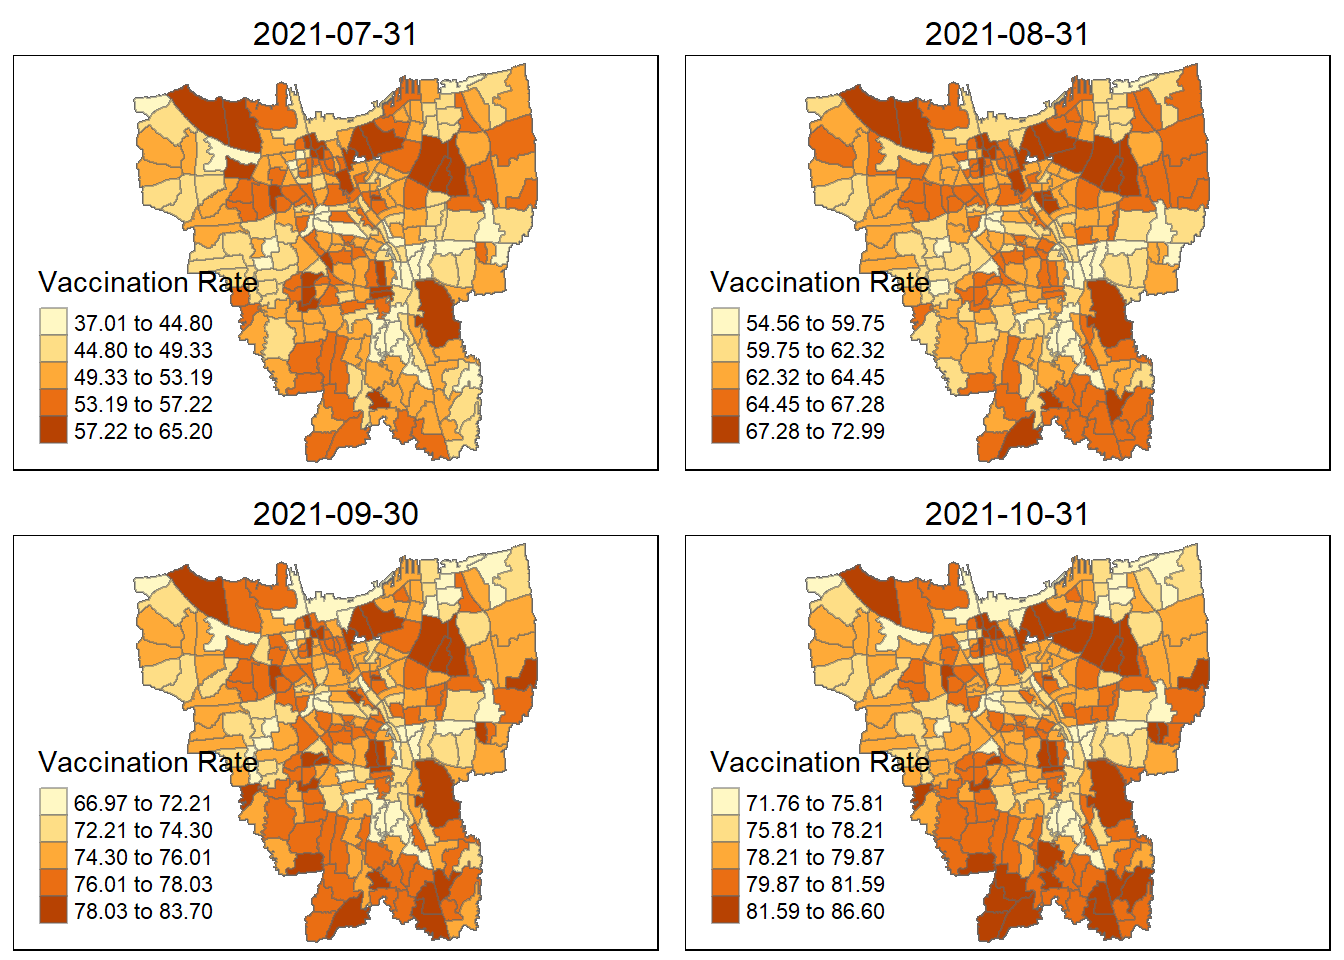 2021-07-31
Vaccination Rate
37.01 to 44.80
44.80 to 49.33
49.33 to 53.19
53.19 to 57.22
57.22 to 65.20
2021-08-31
Vaccination Rate
54.56 to 59.75
59.75 to 62.32
62.32 to 64.45
64.45 to 67.28
67.28 to 72.99
2021-09-30
Vaccination Rate
66.97 to 72.21
72.21 to 74.30
74.30 to 76.01
76.01 to 78.03
78.03 to 83.70
2021-10-31
Vaccination Rate
71.76 to 75.81
75.81 to 78.21
78.21 to 79.87
79.87 to 81.59
81.59 to 86.60